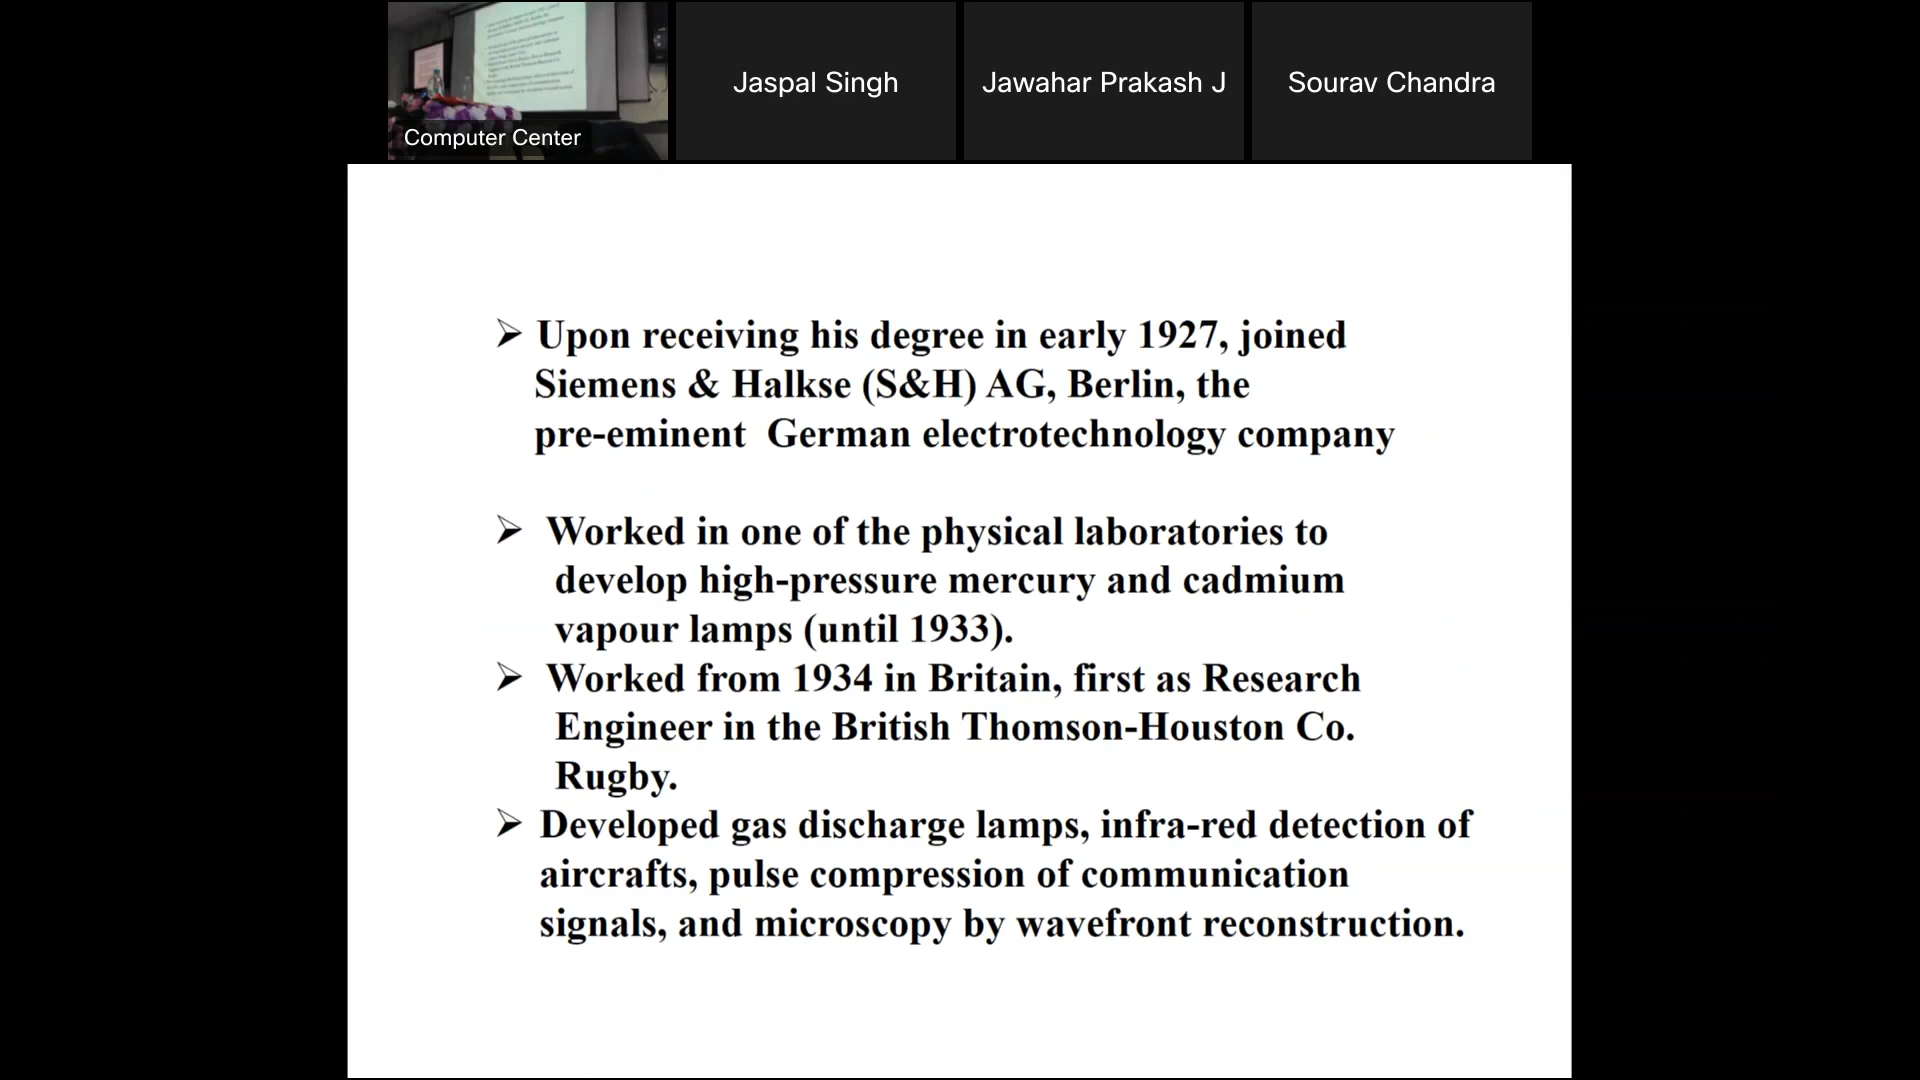 Jaspal Singh
Jawahar Prakash J
Sourav Chandra
Computer Center
➢ Upon receiving his degree in early 1927, joined
Siemens & Halkse (S&H) AG, Berlin, the
pre-eminent  German electrotechnology company
➢ Worked in one of the physical laboratories to
develop high-pressure mercury and cadmium
vapour lamps (until 1933).
➢ Worked from 1934 in Britain, first as Research
Engineer in the British Thomson-Houston Co.
Rugby.
➢ Developed gas discharge lamps, infra-red detection of
aircrafts, pulse compression of communication
signals, and microscopy by wavefront reconstruction.